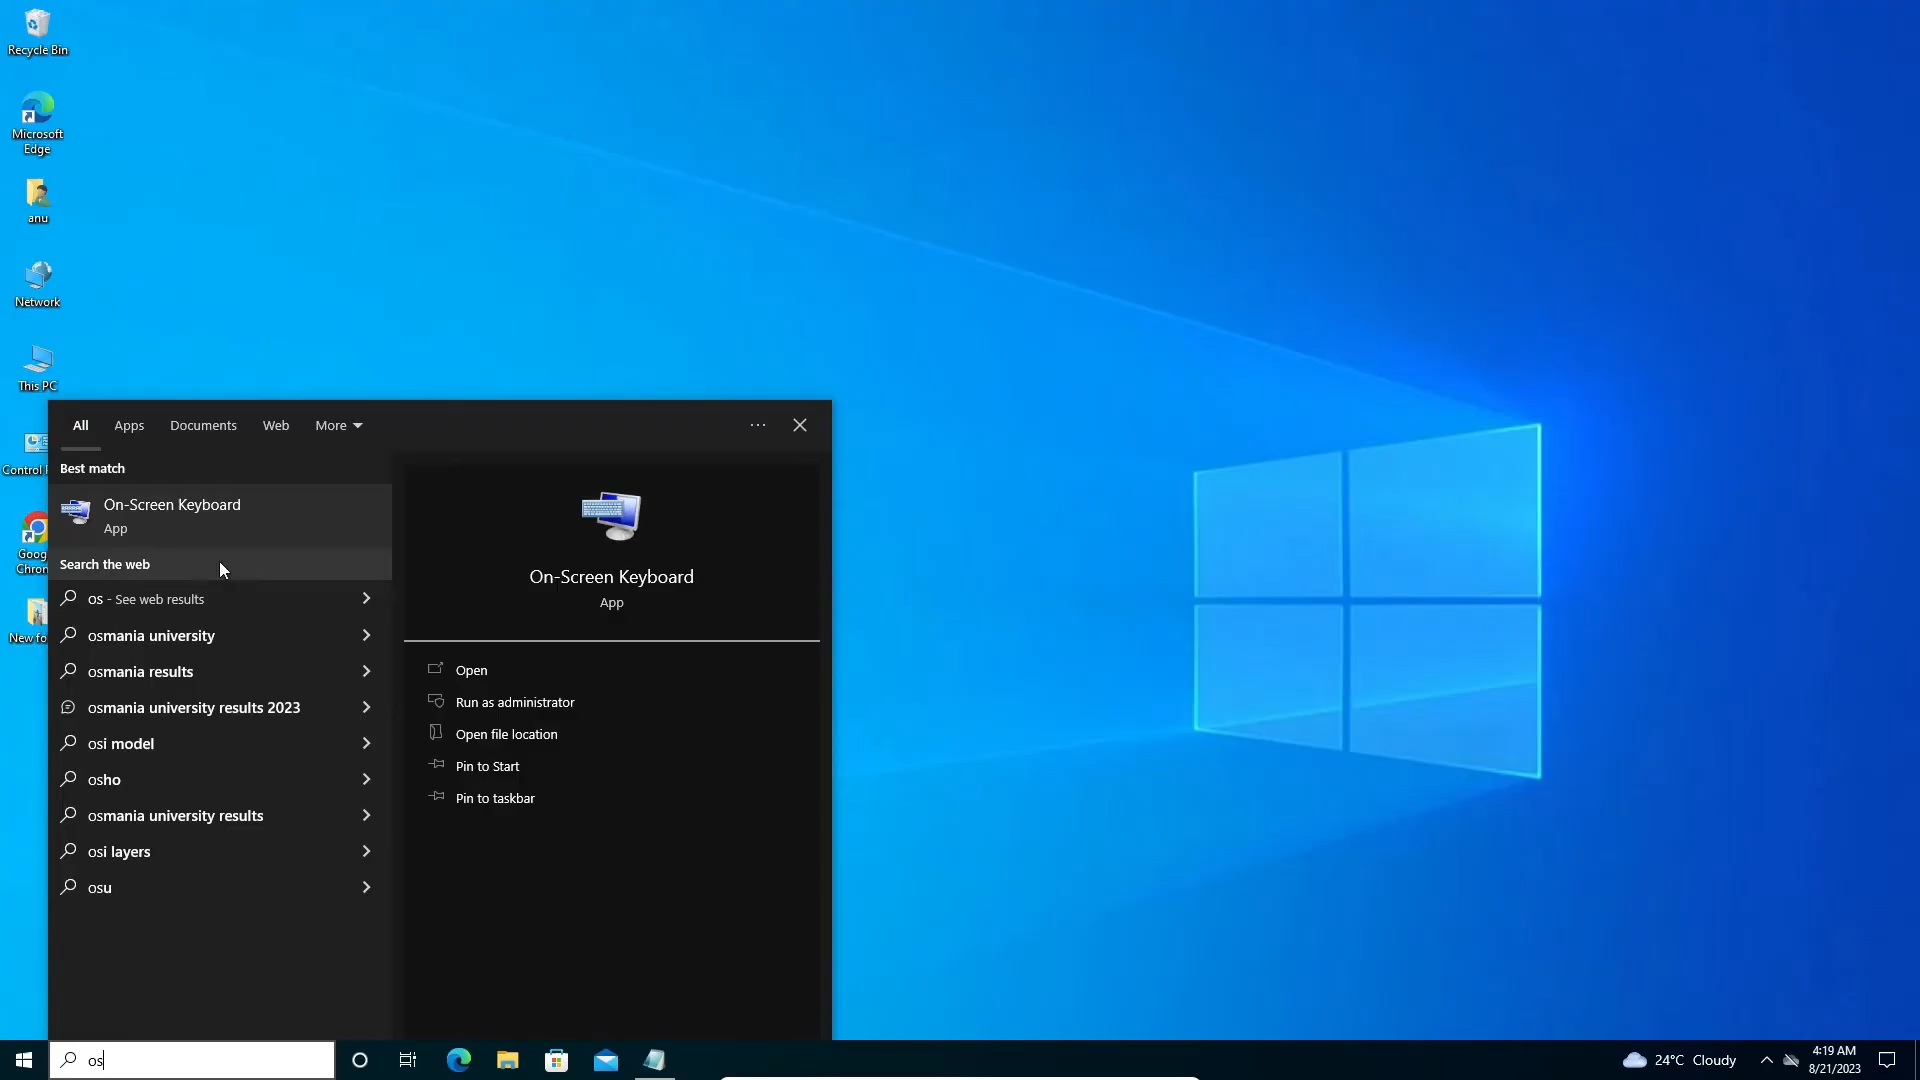 Recycle Bin
Microsoft
Edge
anu
Network
This PC
Control
Goog
Chron
New fo
All Apps Documents Web More
Best match
On-Screen Keyboard
App
Search the web
os - See web results
osmania university
osmania results
osmania university results 2023
osi model
osho
osmania university results
osi layers
osu
On-Screen Keyboard
App
Open
Run as administrator
Open file location
Pin to Start
Pin to taskbar
os
24°C Cloudy
4:19 AM
8/21/2023